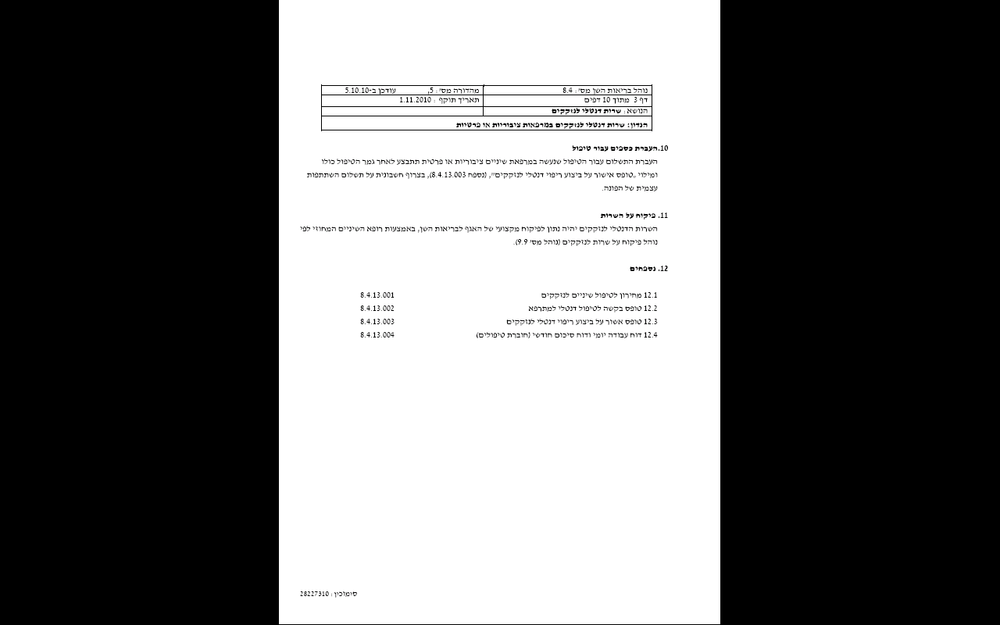 נוהל בריאות השן מס' : 8.4 מהדורה מס' : 5, עודכן ב-5.10.10
דף 3 מתוך 10 דפים תאריך תוקף : 1.11.2010
הנושא : שרות דנטלי לנזקקים
הנדון: שרות דנטלי לנזקקים במרפאות ציבוריות או פרטיות
10.העברת כספים עבור טיפול
העברת התשלום עבור הטיפול שנעשה במרפאת שיניים ציבוריות או פרטית תתבצע לאחר גמר הטיפול כולו
ומילוי „טופס אישור על ביצוע ריפוי דנטלי לנזקקים", (נספח 8.4.13.003), בצרוף חשבונית על תשלום השתתפות
עצמית של הפונה.
11. פיקוח על השרות
השרות הדנטלי לנזקקים יהיה נתון לפיקוח מקצועי של האגף לבריאות השן, באמצעות רופא השיניים המחוזי לפי
נוהל פיקוח על שרות לנזקקים (נוהל מס' 9.9).
12. נספחים
12.1 מחירון לטיפול שיניים לנזקקים 8.4.13.001
12.2 טופס בקשה לטיפול דנטלי למתרפא 8.4.13.002
12.3 טופס אשור על ביצוע ריפוי דנטלי לנזקקים 8.4.13.003
12.4 דוח עבודה יומי ודוח סיכום חודשי (חוברת טיפולים) 8.4.13.004
סימוכין : 28227310